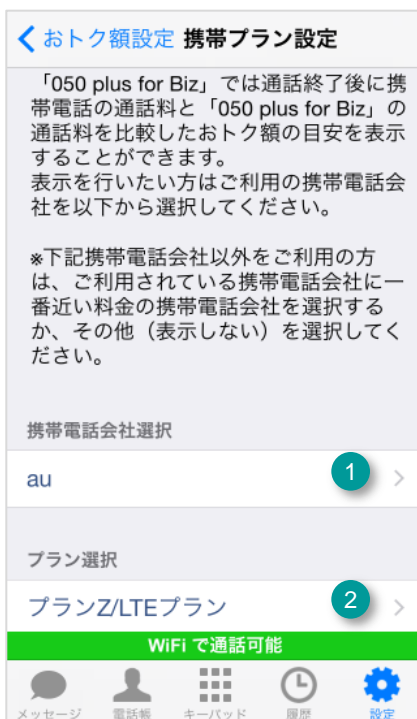 おトク額設定 携帯プラン設定
「050 plus for Biz」では通話終了後に携
帯電話の通話料と「050 plus for Biz」の
通話料を比較したおトク額の目安を表示
することができます。
表示を行いたい方はご利用の携帯電話会
社を以下から選択してください。
※下記携帯電話会社以外をご利用の方
は、ご利用されている携帯電話会社に一
番近い料金の携帯電話会社を選択する
か、その他（表示しない）を選択してく
ださい。
携帯電話会社選択
au 1
プラン選択
プランZ/LTEプラン 2
WiFi で通話可能
メッセージ 電話帳 キーパッド 履歴 設定